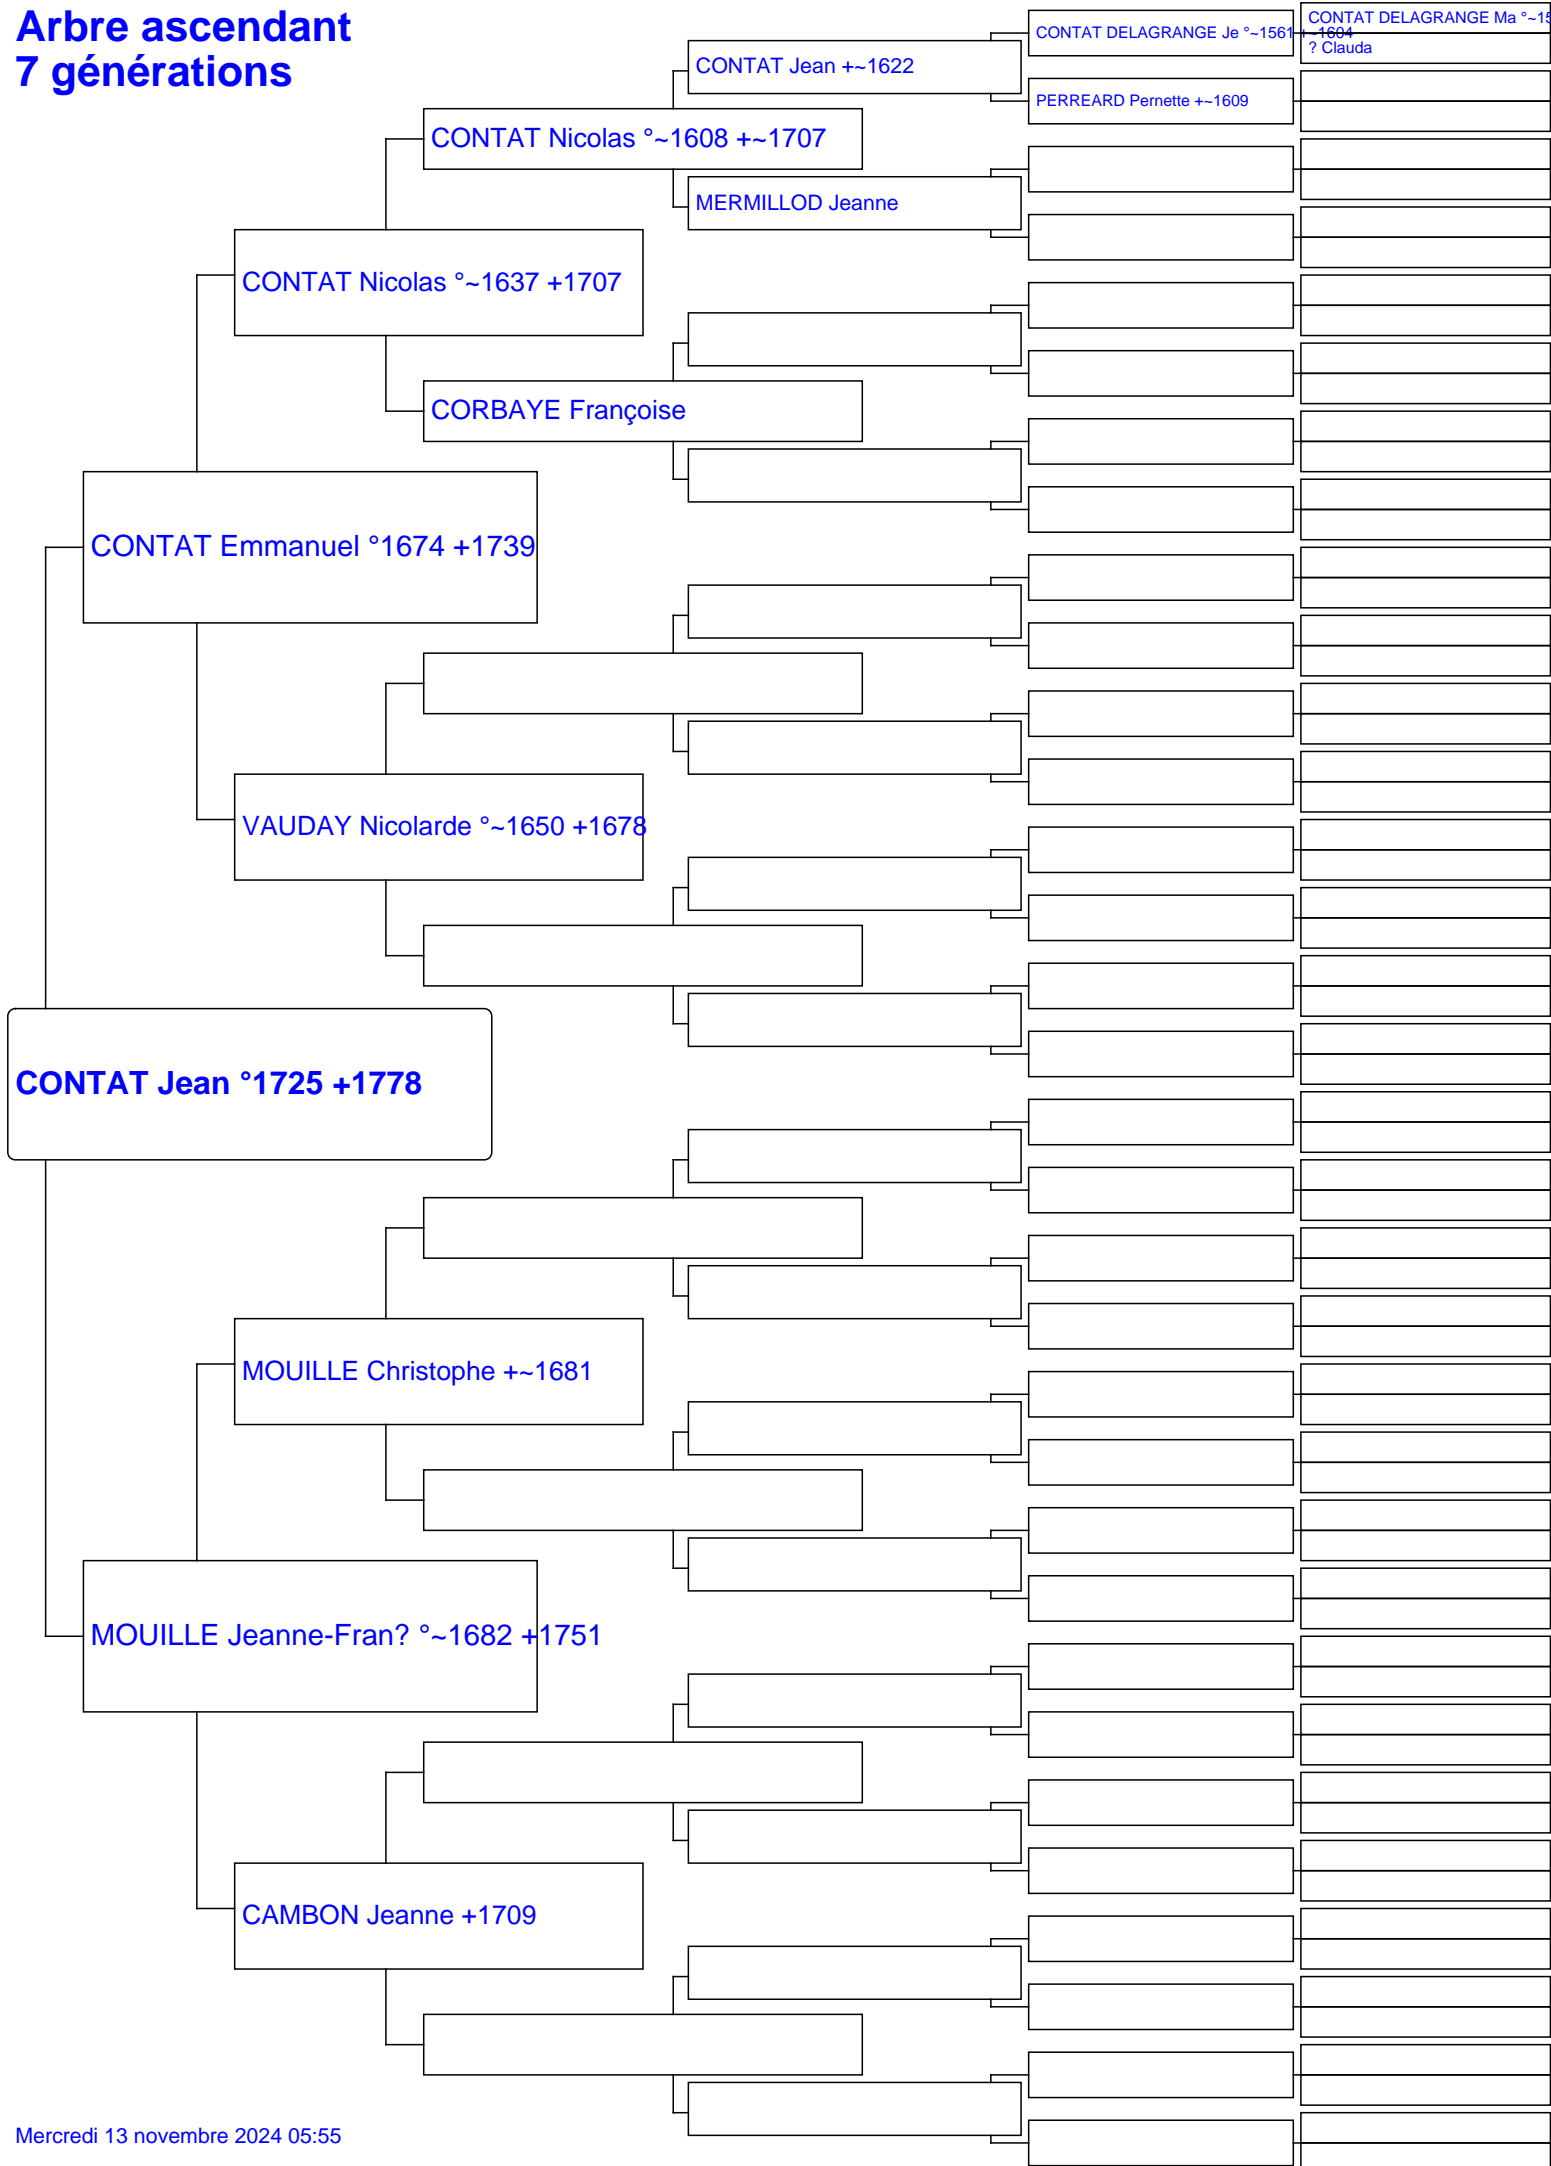 Arbre ascendant
7 générations
CONTAT DELAGRANGE Ma °~15
CONTAT DELAGRANGE Je °~1561 +~1604
? Clauda
CONTAT Jean +~1622
PERREARD Pernette +~1609
CONTAT Nicolas °~1608 +~1707
MERMILLOD Jeanne
CONTAT Nicolas °~1637 +1707
CORBAYE Françoise
CONTAT Emmanuel °1674 +1739
VAUDAY Nicolarde °~1650 +1678
CONTAT Jean °1725 +1778
MOUILLE Christophe +~1681
MOUILLE Jeanne-Fran? °~1682 +1751
CAMBON Jeanne +1709
Mercredi 13 novembre 2024 05:55